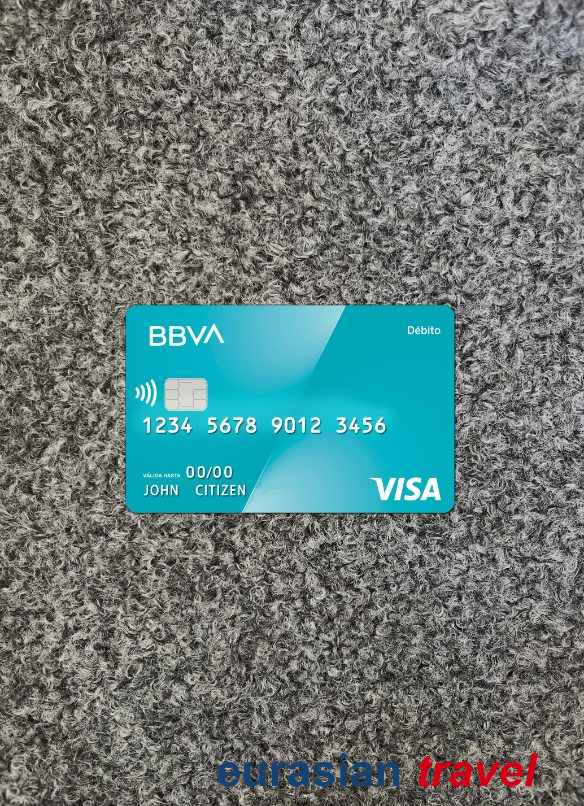 BBVA
Débito
1234 5678 9012 3456
VÁLIDA HASTA 00/00
JOHN CITIZEN
VISA
eurasian travel